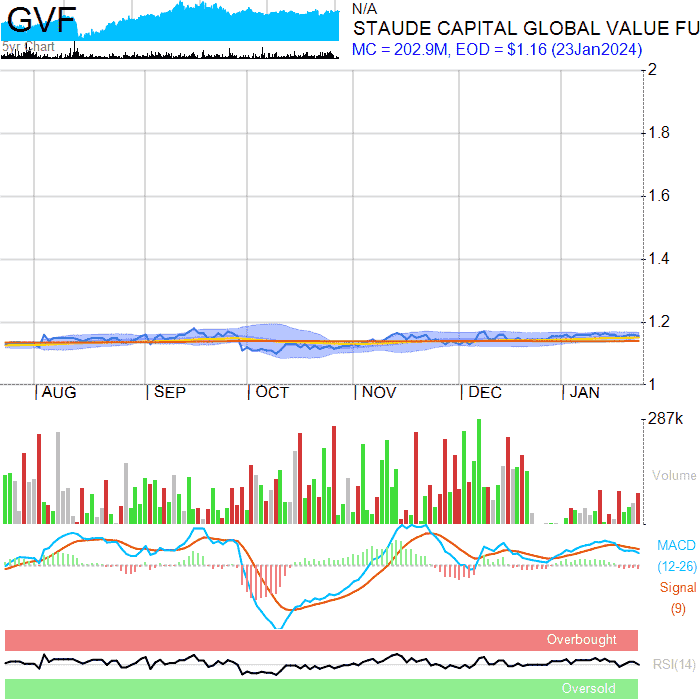 GVF
5yr Chart
N/A
STAUDE CAPITAL GLOBAL VALUE FU
MC = 202.9M, EOD = $1.16 (23Jan2024)
2
1.8
1.6
1.4
1.2
1
AUG SEP OCT NOV DEC JAN
287k
Volume
MACD
(12-26)
Signal
(9)
Overbought
RSI(14)
Oversold